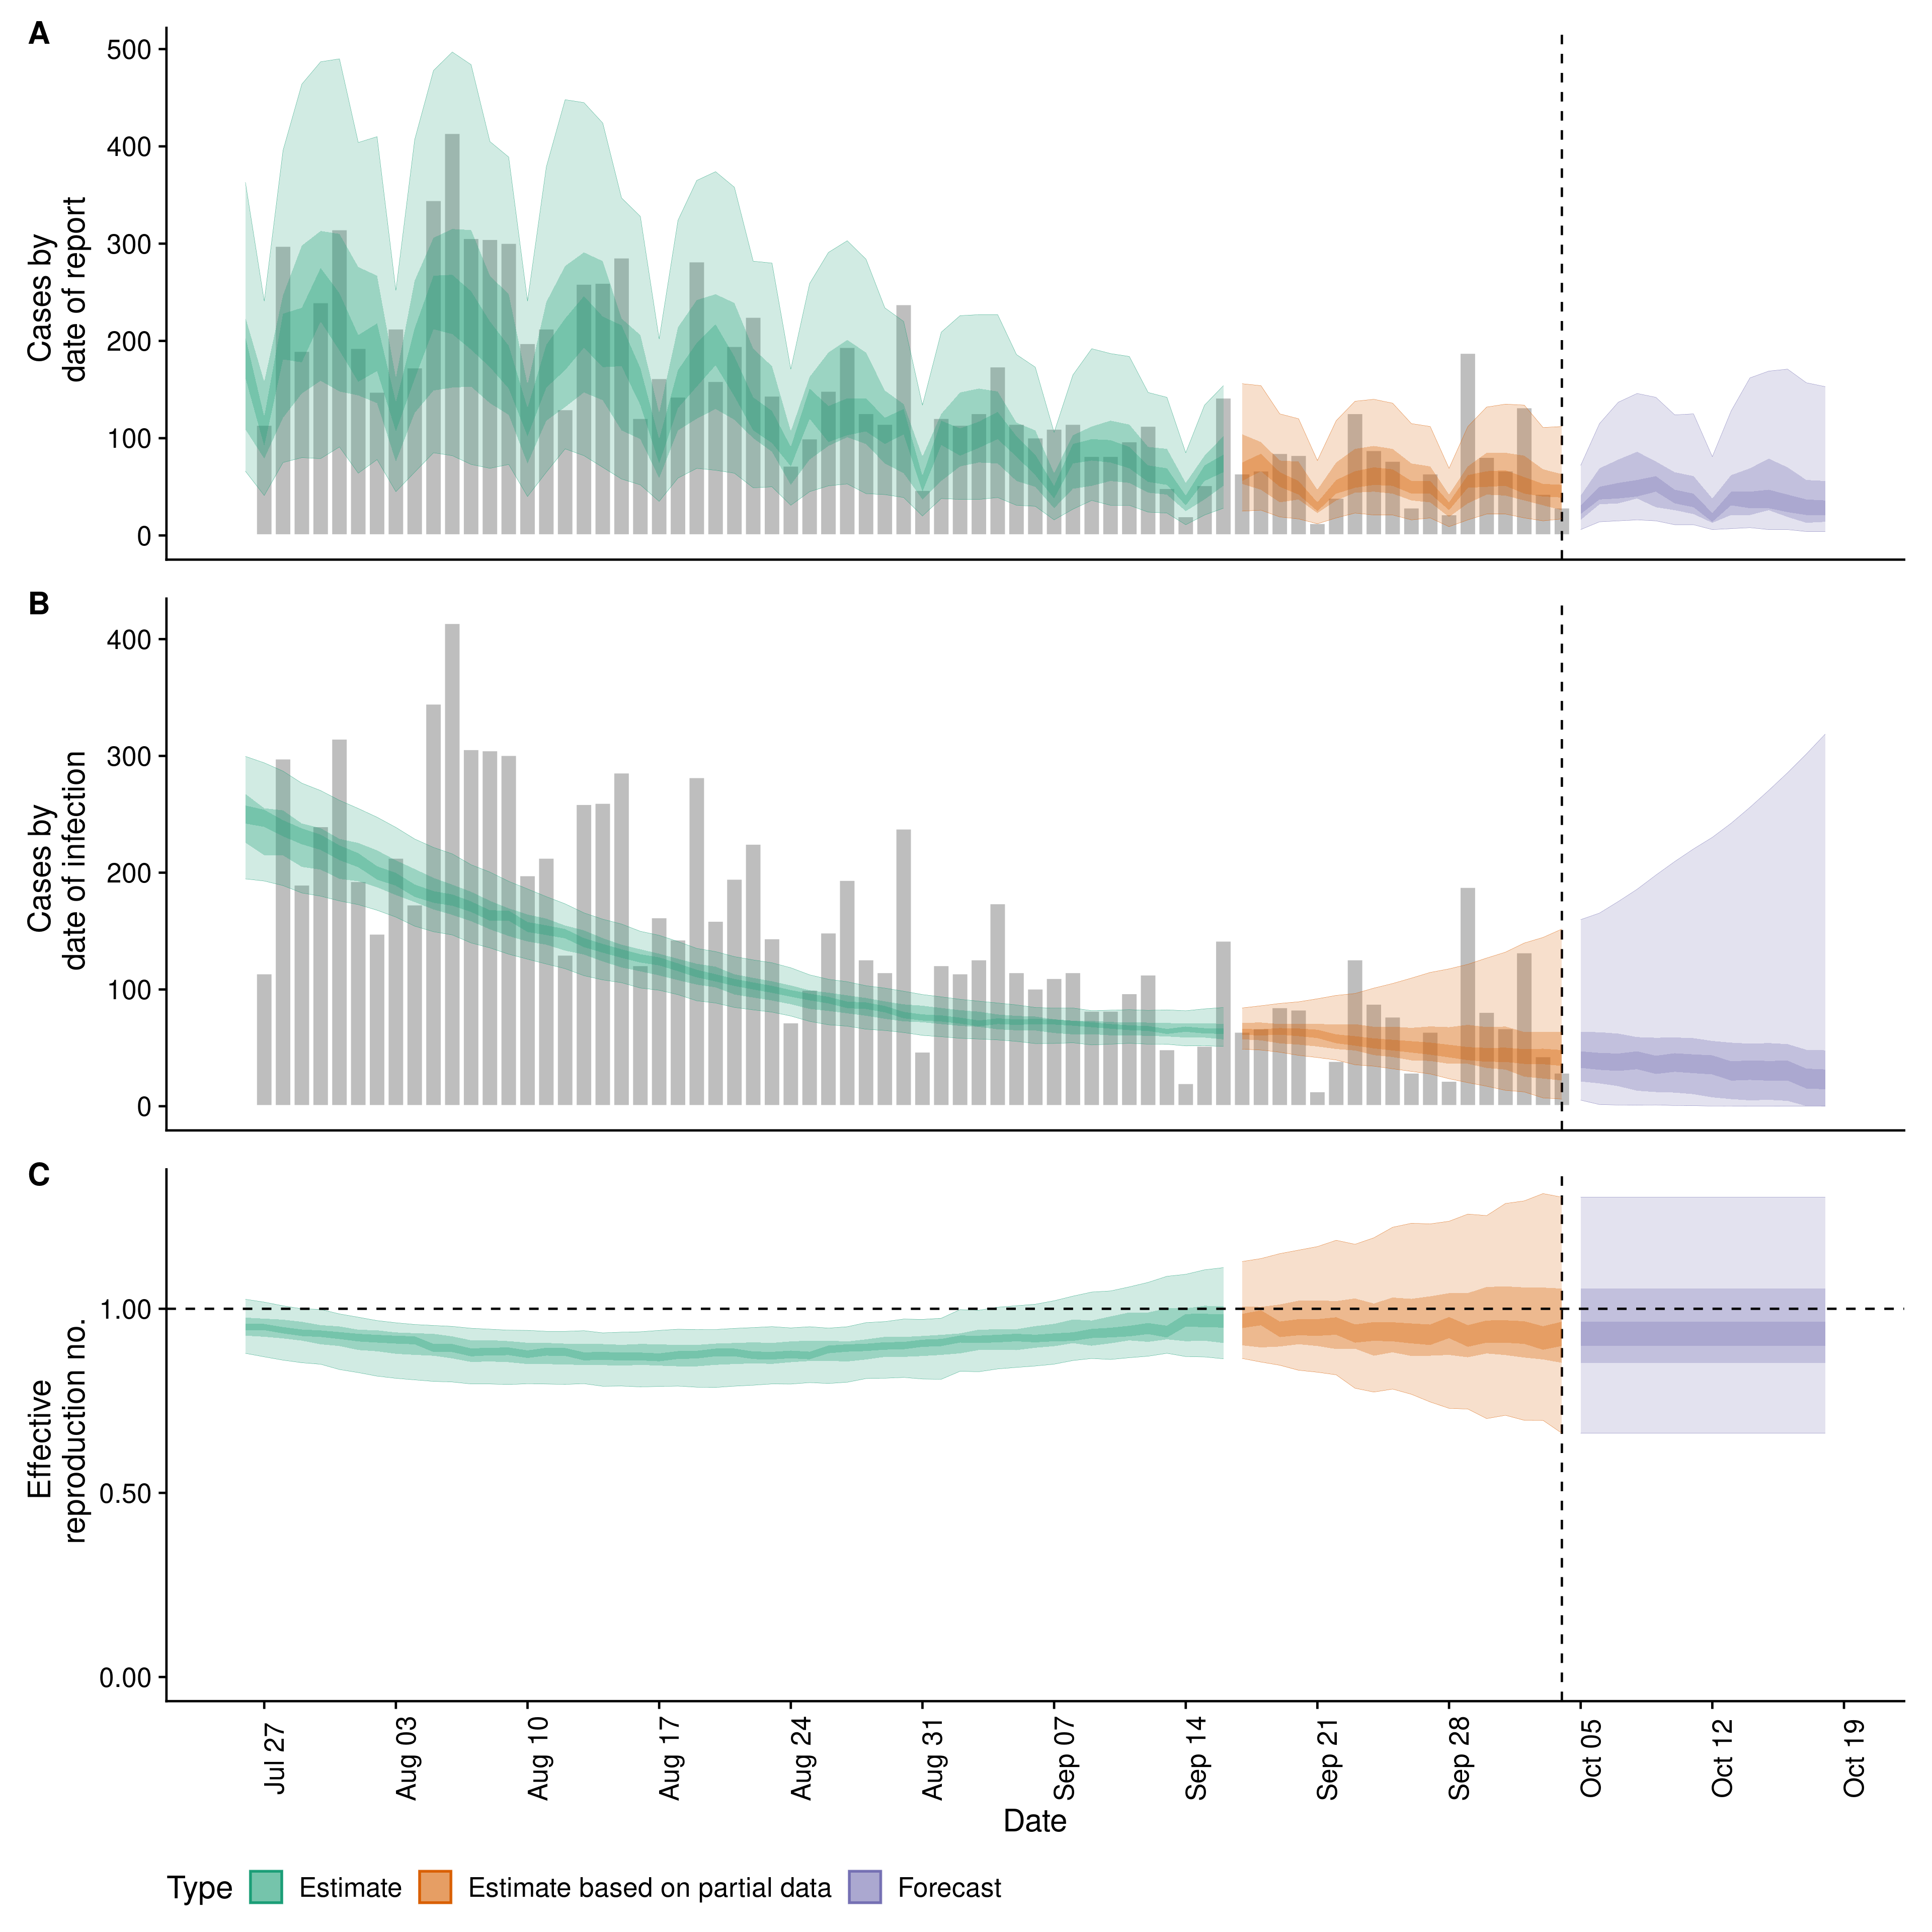 A
500
400
300
200
100
0
Cases by
date of report
B
400
300
200
100
0
Cases by
date of infection
C
1.00
0.50
0.00
Effective
reproduction no.
Jul 27
Aug 03
Aug 10
Aug 17
Aug 24
Aug 31
Sep 07
Sep 14
Sep 21
Sep 28
Oct 05
Oct 12
Oct 19
Date
Type Estimate Estimate based on partial data Forecast